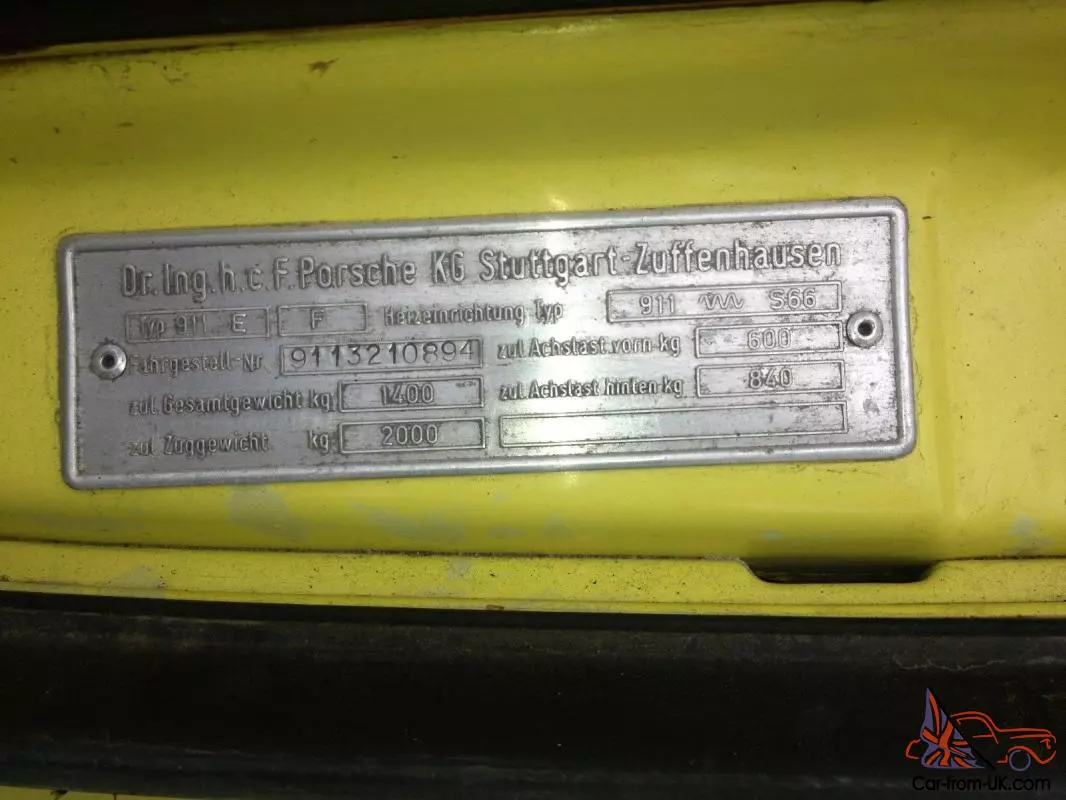 Dr. Ing. h. c. F. Porsche KG Stuttgart-Zuffenhausen
Typ 911 E F Heizeinrichtung Typ 911 S66
Fahrgestell-Nr. 9113210894 zul. Achslast vorn kg 600
zul. Gesamtgewicht kg 1400 zul. Achslast hinten kg 840
zul. Zuggewicht kg 2000
Car-from-UK.com